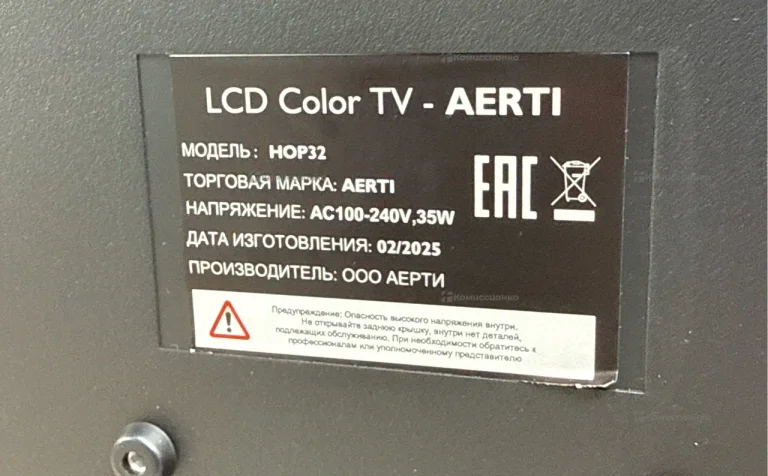 LCD Color TV - AERTI
МОДЕЛЬ: HOP32
ТОРГОВАЯ МАРКА: AERTI
НАПРЯЖЕНИЕ: AC100-240V,35W
ДАТА ИЗГОТОВЛЕНИЯ: 02/2025
ПРОИЗВОДИТЕЛЬ: ООО АЕРТИ
EAC
Предупреждение: Опасность высокого напряжения внутри.
Не открывайте заднюю крышку, внутри нет деталей,
подлежащих обслуживанию. При необходимости обратитесь к
профессионалам или уполномоченному представителю
Комиссионка
Комиссионка